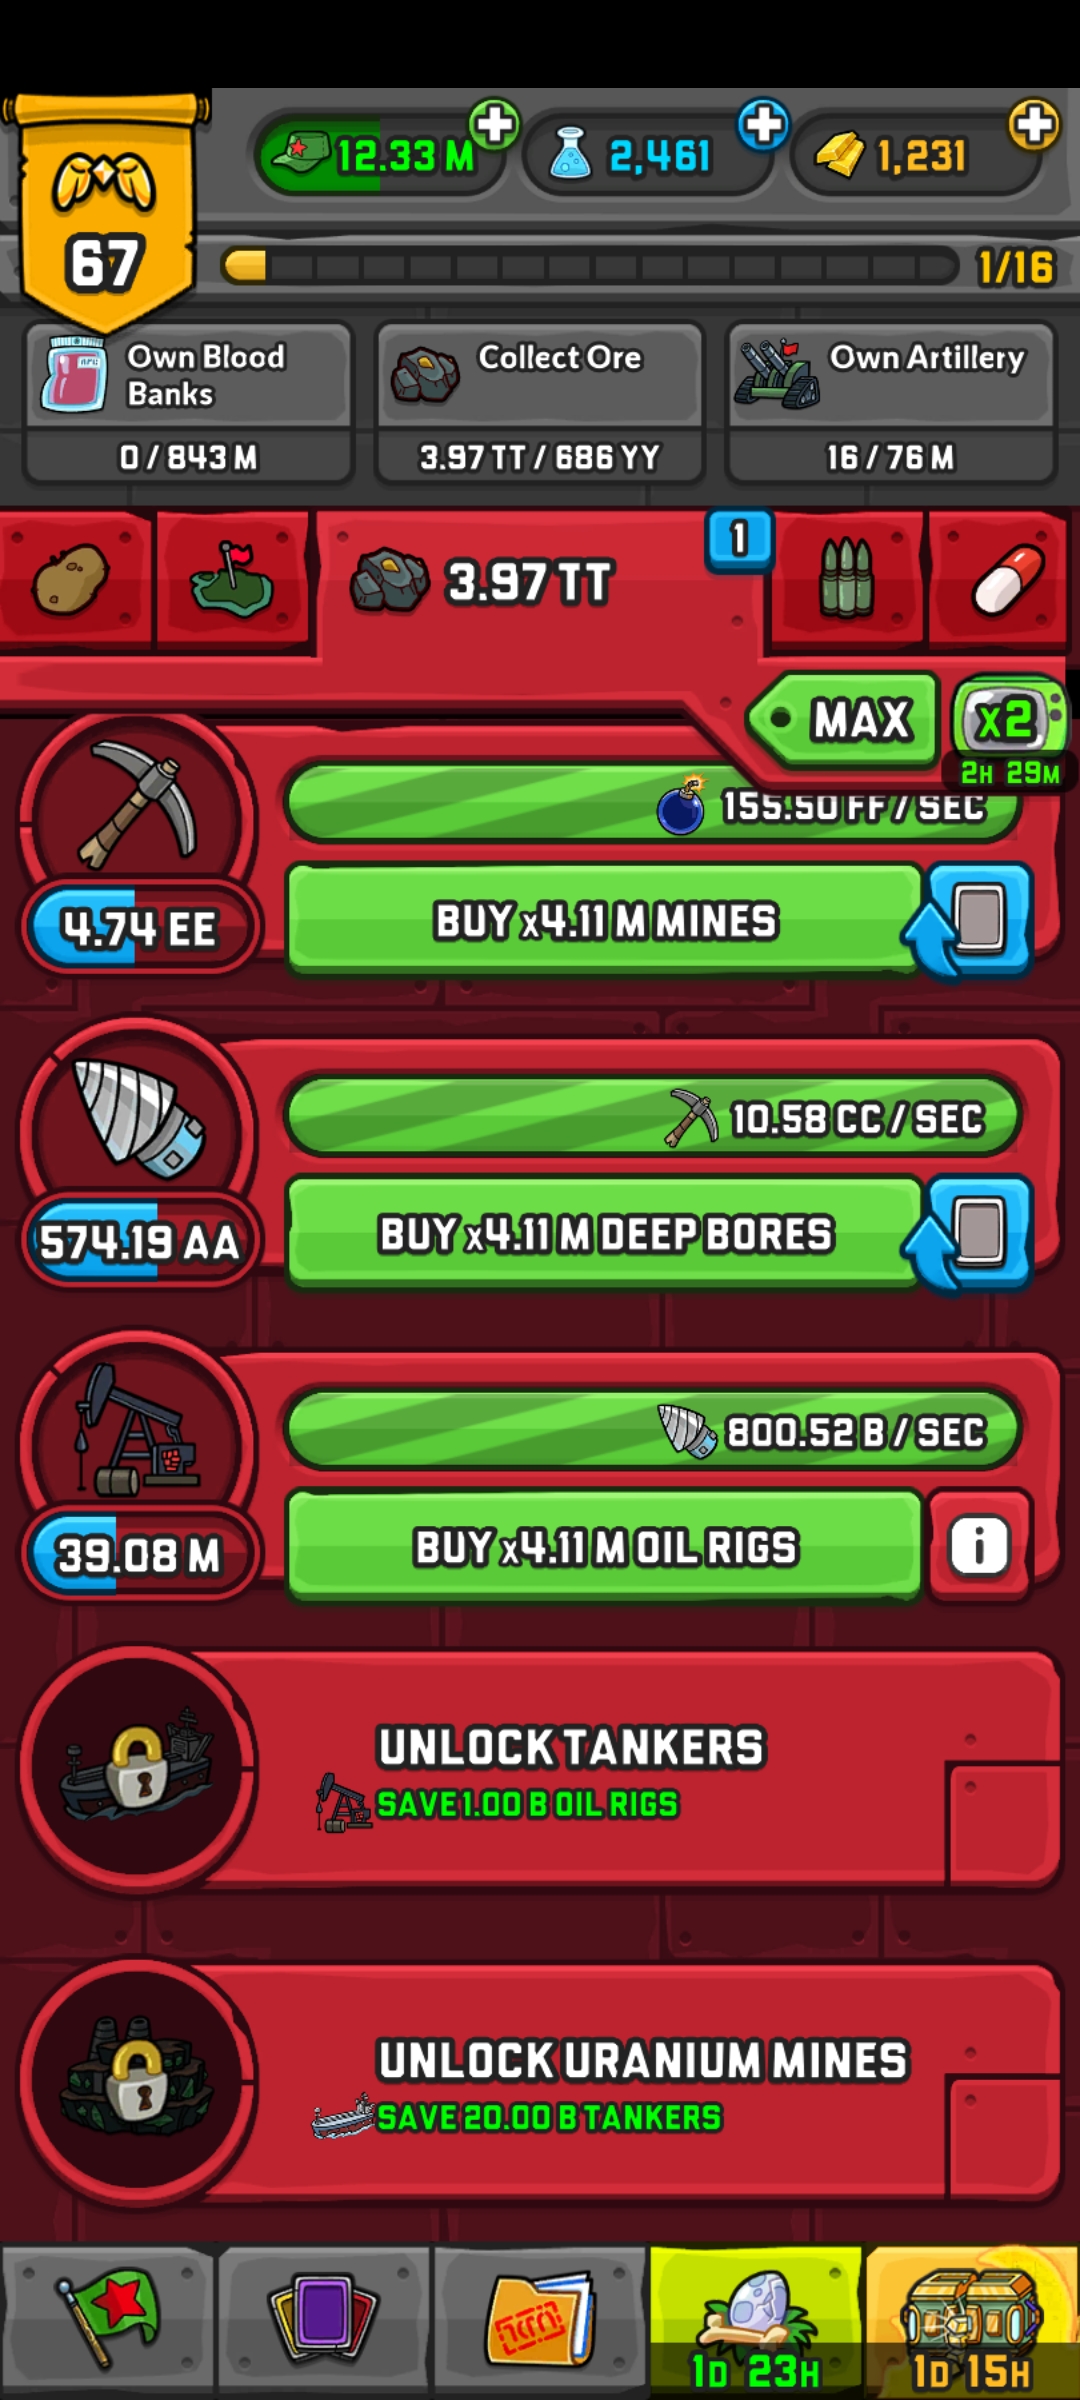 67
12.33 M
2,461
1,231
1/16
Own Blood
Banks
0 / 843 M
Collect Ore
3.97 TT / 686 YY
Own Artillery
16 / 76 M
3.97 TT
1
MAX
x2
2H 29M
155.50 FF / SEC
4.74 EE
BUY x4.11 M MINES
10.58 CC / SEC
574.19 AA
BUY x4.11 M DEEP BORES
800.52 B / SEC
39.08 M
BUY x4.11 M OIL RIGS
i
UNLOCK TANKERS
SAVE 1.00 B OIL RIGS
UNLOCK URANIUM MINES
SAVE 20.00 B TANKERS
1D 23H
1D 15H